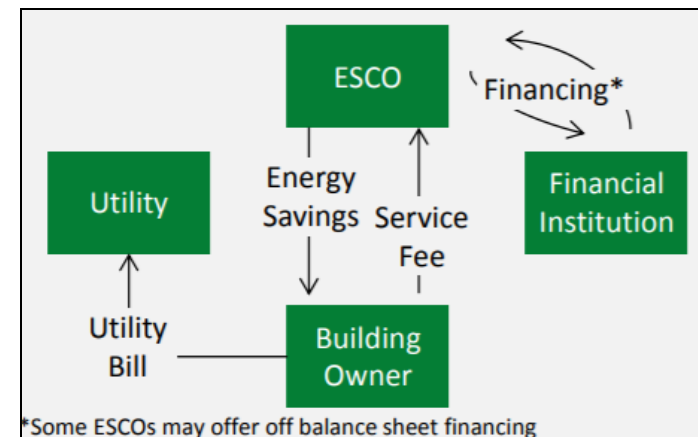 ESCO
Financing*
Utility
Energy
Savings
Service
Fee
Financial
Institution
Utility
Bill
Building
Owner
*Some ESCOs may offer off balance sheet financing